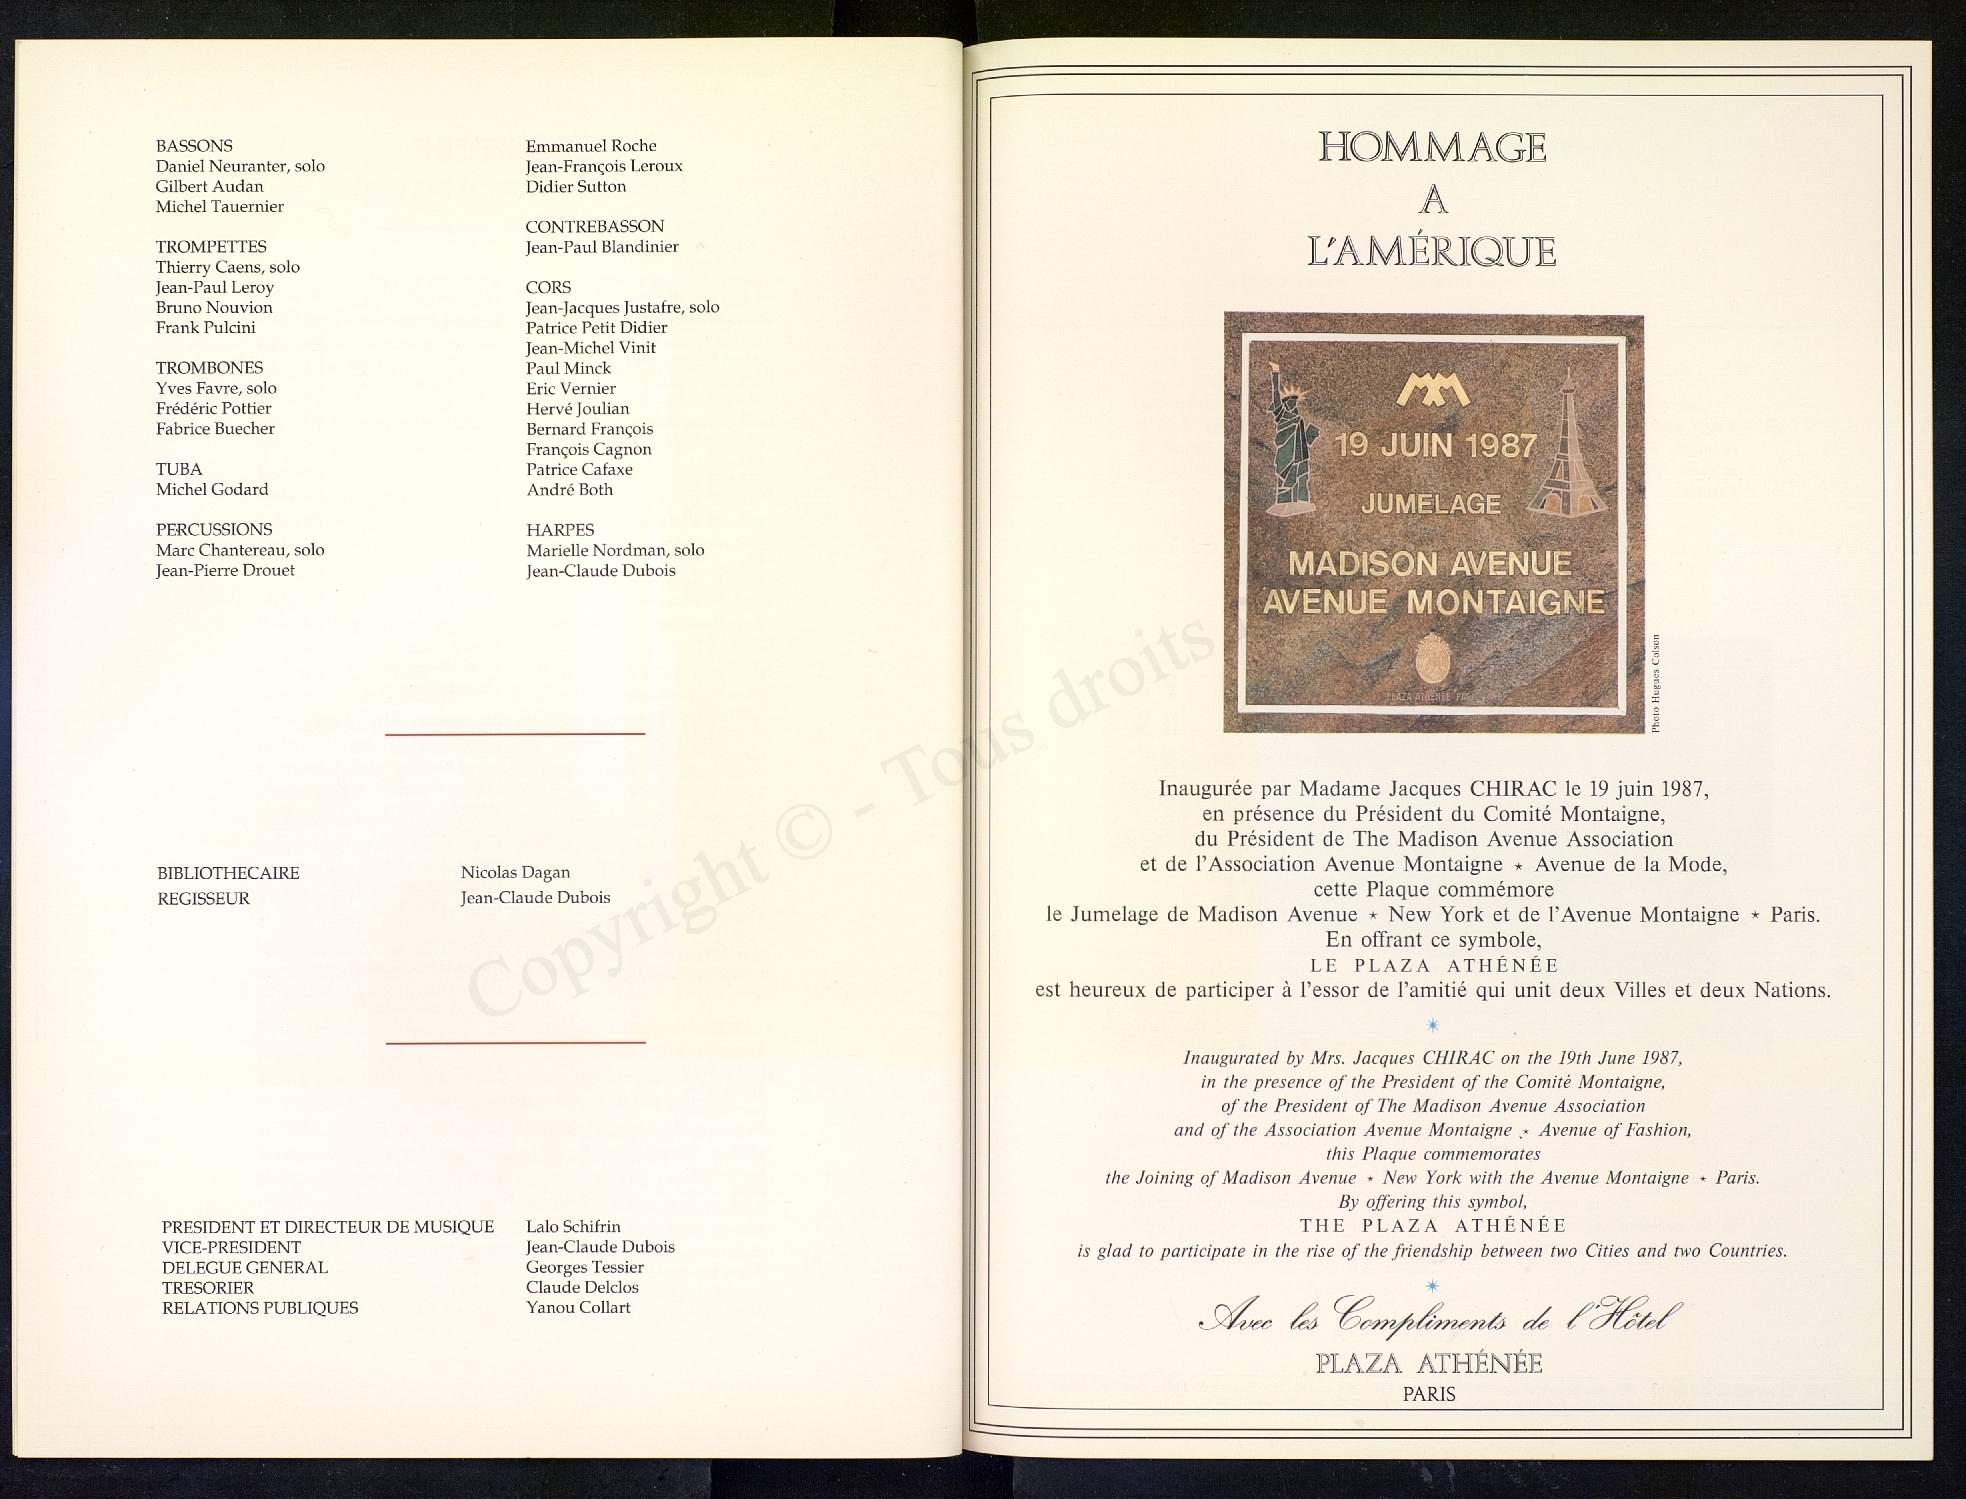 BASSONS
Daniel Neuranter, solo
Gilbert Audan
Michel Tauernier
TROMPETTES
Thierry Caens, solo
Jean-Paul Leroy
Bruno Nouvion
Frank Pulcini
TROMBONES
Yves Favre, solo
Frédéric Pottier
Fabrice Buecher
TUBA
Michel Godard
PERCUSSIONS
Marc Chantereau, solo
Jean-Pierre Drouet
Emmanuel Roche
Jean-François Leroux
Didier Sutton
CONTREBASSON
Jean-Paul Blandinier
CORS
Jean-Jacques Justafre, solo
Patrice Petit Didier
Jean-Michel Vinit
Paul Minck
Eric Vernier
Hervé Joulian
Bernard François
François Cagnon
Patrice Cafaxe
André Both
HARPES
Marielle Nordman, solo
Jean-Claude Dubois
BIBLIOTHECAIRE Nicolas Dagan
REGISSEUR Jean-Claude Dubois
PRESIDENT ET DIRECTEUR DE MUSIQUE Lalo Schifrin
VICE-PRESIDENT Jean-Claude Dubois
DELEGUE GENERAL Georges Tessier
TRESORIER Claude Delclos
RELATIONS PUBLIQUES Yanou Collart
Copyright © - Tous droits
HOMMAGE
A
L'AMÉRIQUE
19 JUIN 1987
JUMELAGE
MADISON AVENUE
AVENUE MONTAIGNE
PLAZA ATHENEE
Photo Hugues Colson
Inaugurée par Madame Jacques CHIRAC le 19 juin 1987,
en présence du Président du Comité Montaigne,
du Président de The Madison Avenue Association
et de l'Association Avenue Montaigne ⋆ Avenue de la Mode,
cette Plaque commémore
le Jumelage de Madison Avenue ⋆ New York et de l'Avenue Montaigne ⋆ Paris.
En offrant ce symbole,
LE PLAZA ATHÉNÉE
est heureux de participer à l'essor de l'amitié qui unit deux Villes et deux Nations.
Inaugurated by Mrs. Jacques CHIRAC on the 19th June 1987,
in the presence of the President of the Comité Montaigne,
of the President of The Madison Avenue Association
and of the Association Avenue Montaigne ⋆ Avenue of Fashion,
this Plaque commemorates
the Joining of Madison Avenue ⋆ New York with the Avenue Montaigne ⋆ Paris.
By offering this symbol,
THE PLAZA ATHÉNÉE
is glad to participate in the rise of the friendship between two Cities and two Countries.
Avec les Compliments de l'Hôtel
PLAZA ATHÉNÉE
PARIS